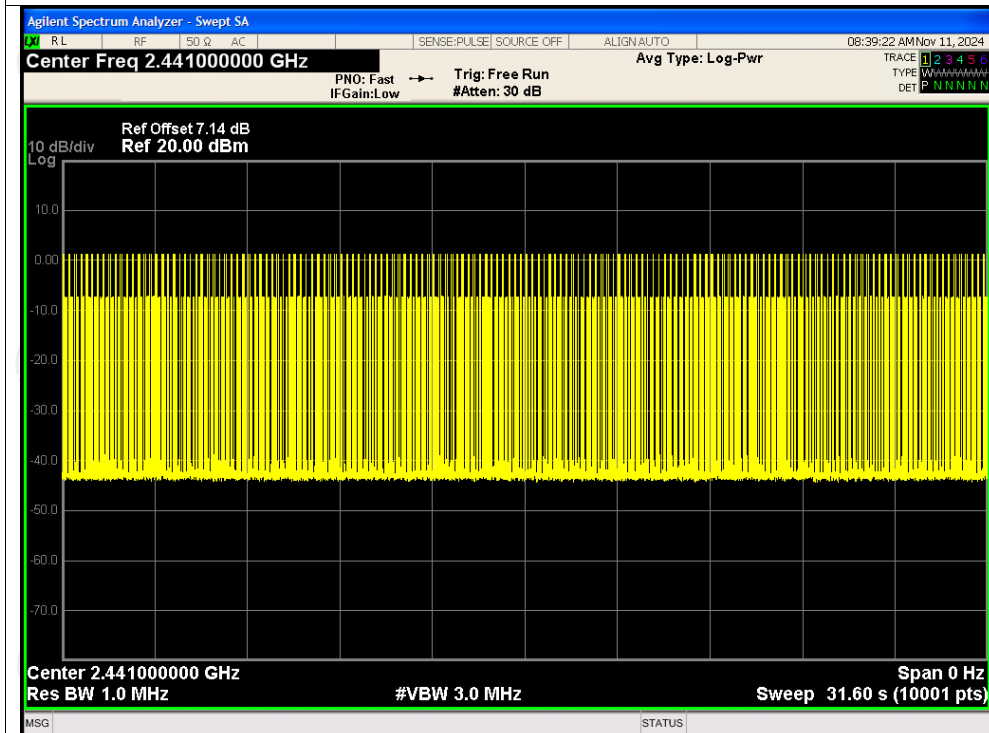 Agilent Spectrum Analyzer - Swept SA
LXI RL RF 50 Ω AC SENSE:PULSE SOURCE OFF ALIGN AUTO 08:39:22 AM Nov 11, 2024
Center Freq 2.441000000 GHz Avg Type: Log-Pwr TRACE 1 2 3 4 5 6
PNO: Fast Trig: Free Run TYPE W
IFGain:Low #Atten: 30 dB DET P N N N N N
Ref Offset 7.14 dB
10 dB/div Ref 20.00 dBm
Log
10.0
0.00
-10.0
-20.0
-30.0
-40.0
-50.0
-60.0
-70.0
Center 2.441000000 GHz Span 0 Hz
Res BW 1.0 MHz #VBW 3.0 MHz Sweep 31.60 s (10001 pts)
MSG STATUS